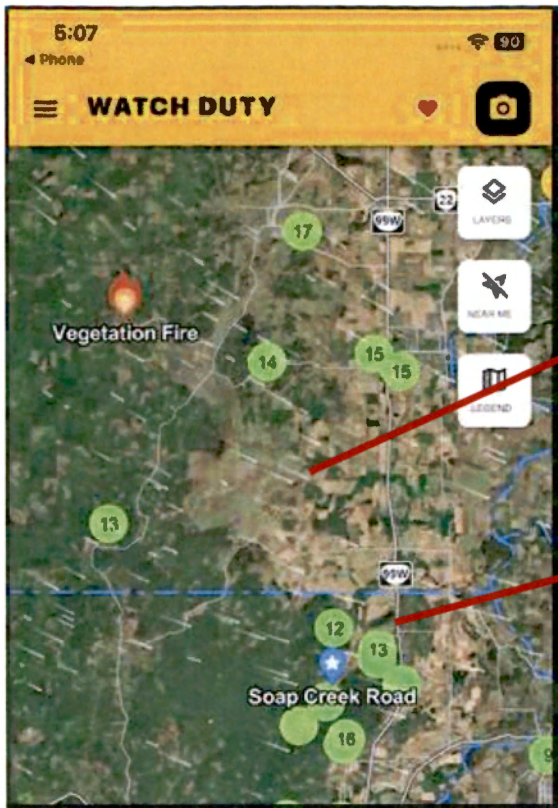 5:07
90
Phone
WATCH DUTY
22
LAYERS
99W
17
NEAR ME
Vegetation Fire
14
15
15
LEGEND
13
99W
12
13
Soap Creek Road
16
9